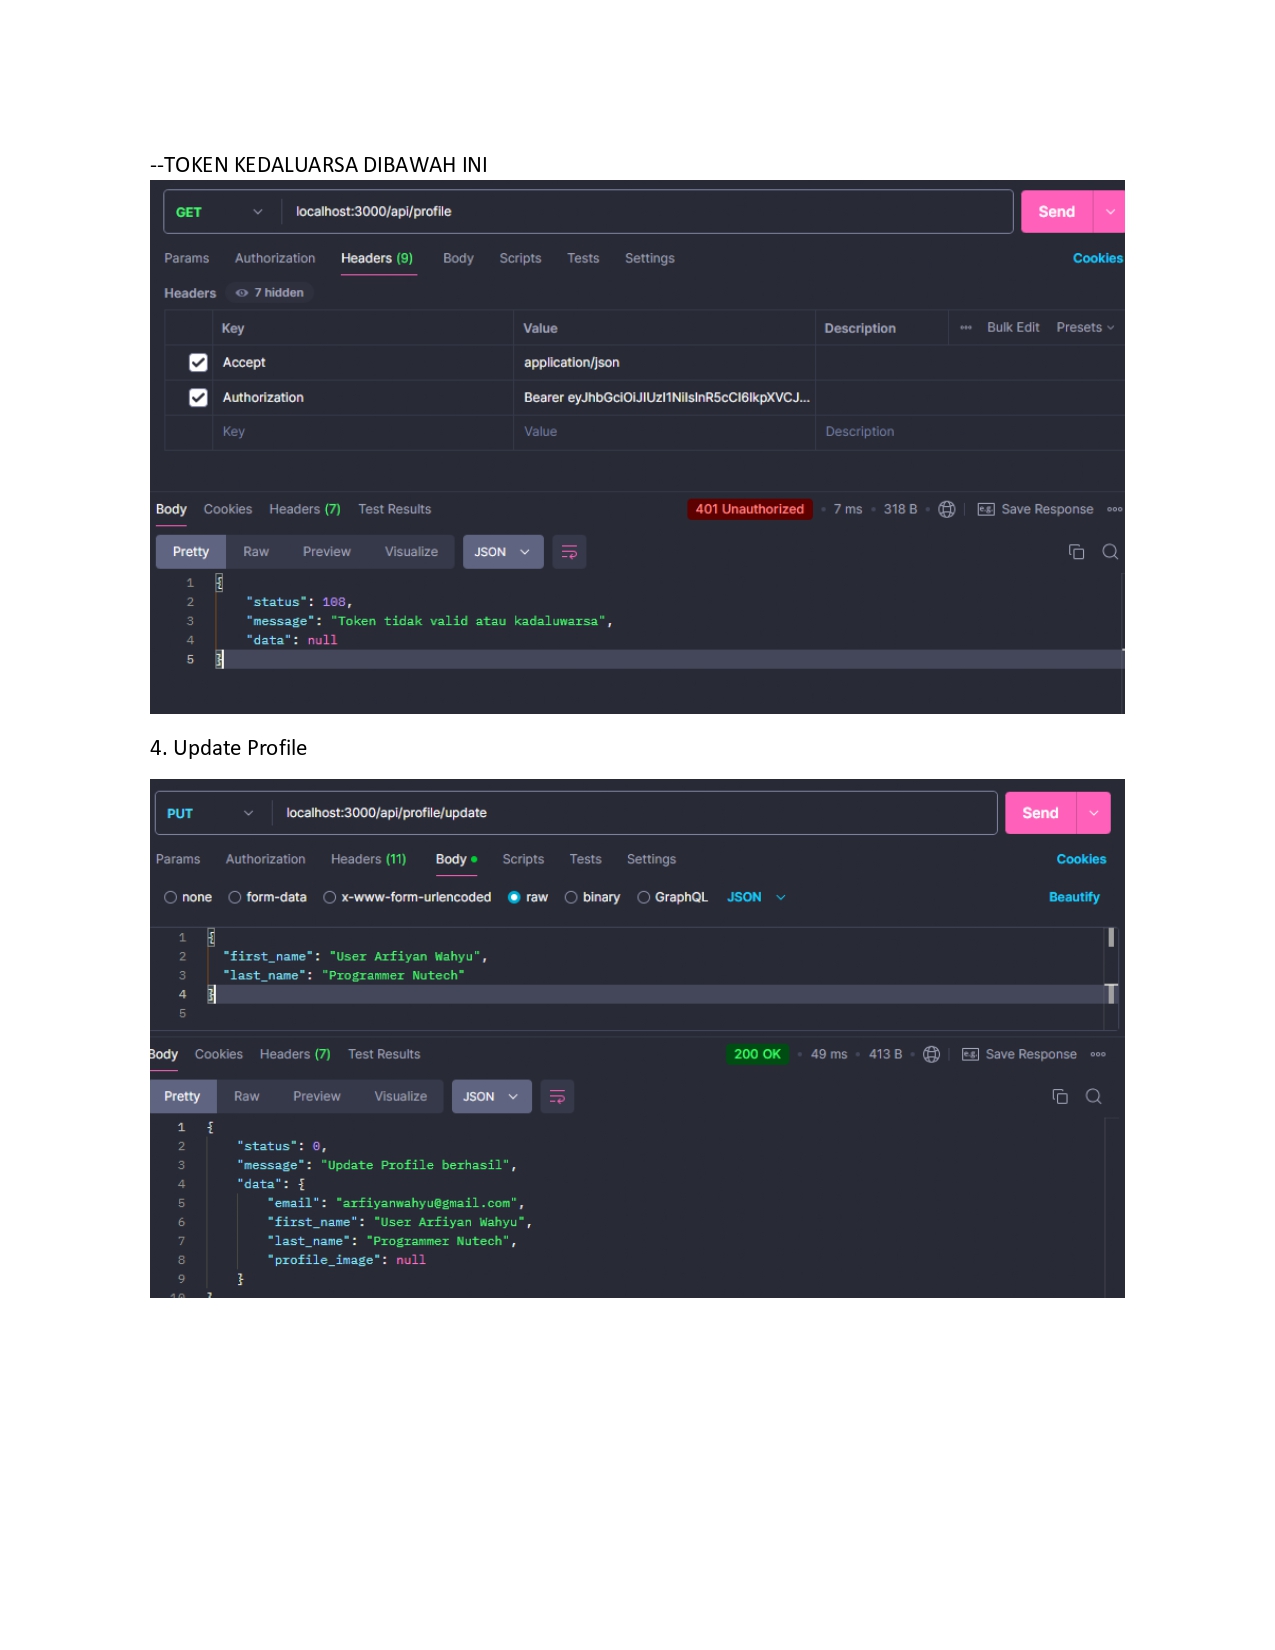 --TOKEN KEDALUARSA DIBAWAH INI
GET localhost:3000/api/profile Send
Params Authorization Headers (9) Body Scripts Tests Settings Cookies
Headers 7 hidden
Key Value Description ••• Bulk Edit Presets
Accept application/json
Authorization Bearer eyJhbGciOiJIUzI1NiIsInR5cCI6IkpXVCJ...
Key Value Description
Body Cookies Headers (7) Test Results 401 Unauthorized • 7 ms • 318 B • e.g. Save Response
Pretty Raw Preview Visualize JSON
1 {
2 "status": 108,
3 "message": "Token tidak valid atau kadaluwarsa",
4 "data": null
5 }
4. Update Profile
PUT localhost:3000/api/profile/update Send
Params Authorization Headers (11) Body • Scripts Tests Settings Cookies
none form-data x-www-form-urlencoded raw binary GraphQL JSON Beautify
1 {
2 "first_name": "User Arfiyan Wahyu",
3 "last_name": "Programmer Nutech"
4 }
5
Body Cookies Headers (7) Test Results 200 OK • 49 ms • 413 B • e.g. Save Response
Pretty Raw Preview Visualize JSON
1 {
2 "status": 0,
3 "message": "Update Profile berhasil",
4 "data": {
5 "email": "arfiyanwahyu@gmail.com",
6 "first_name": "User Arfiyan Wahyu",
7 "last_name": "Programmer Nutech",
8 "profile_image": null
9 }
10 }